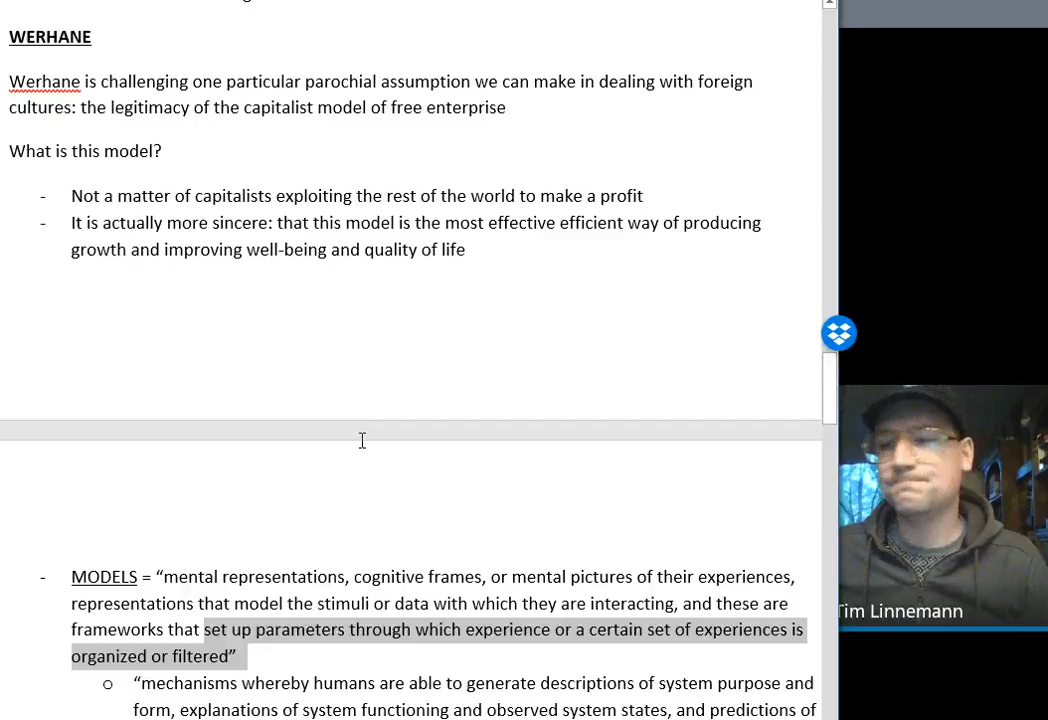 WERHANE
Werhane is challenging one particular parochial assumption we can make in dealing with foreign
cultures: the legitimacy of the capitalist model of free enterprise
What is this model?
- Not a matter of capitalists exploiting the rest of the world to make a profit
- It is actually more sincere: that this model is the most effective efficient way of producing
growth and improving well-being and quality of life
- MODELS = “mental representations, cognitive frames, or mental pictures of their experiences,
representations that model the stimuli or data with which they are interacting, and these are
frameworks that set up parameters through which experience or a certain set of experiences is
organized or filtered”
o “mechanisms whereby humans are able to generate descriptions of system purpose and
form, explanations of system functioning and observed system states, and predictions of
Tim Linnemann